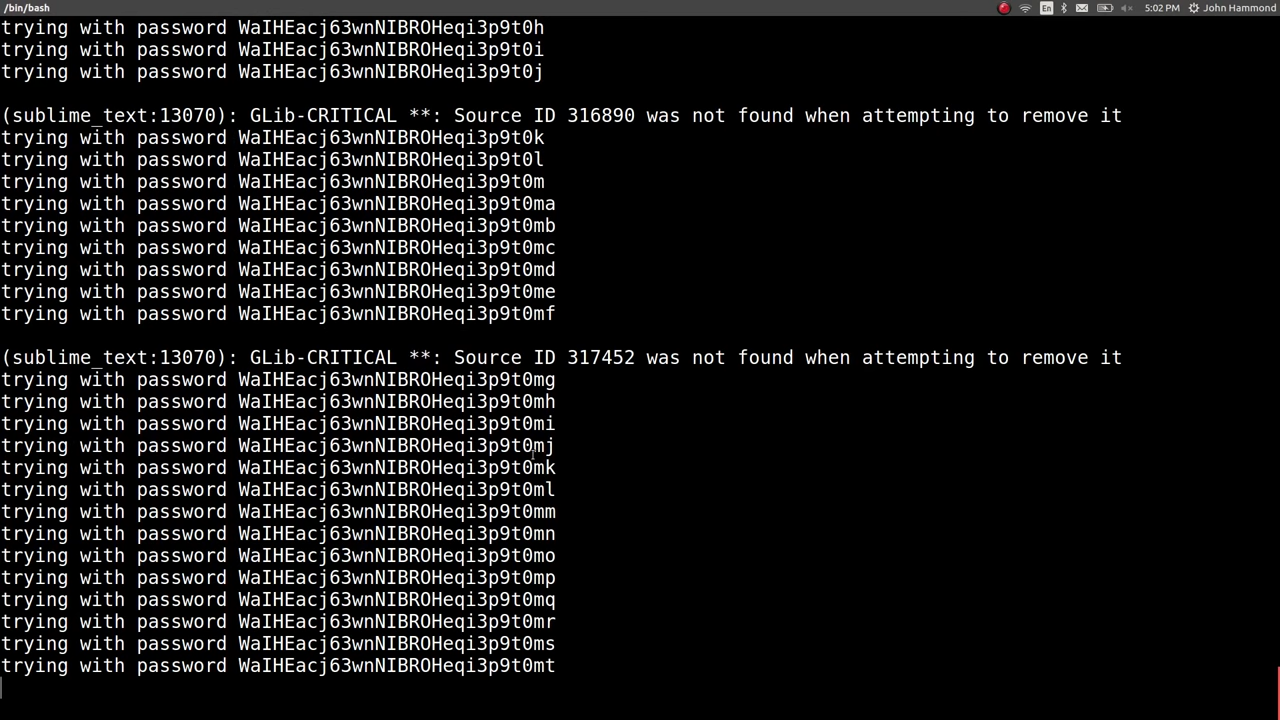 /bin/bash
En
5:02 PM
John Hammond
trying with password WaIHEacj63wnNIBROHeqi3p9t0h
trying with password WaIHEacj63wnNIBROHeqi3p9t0i
trying with password WaIHEacj63wnNIBROHeqi3p9t0j
(sublime_text:13070): GLib-CRITICAL **: Source ID 316890 was not found when attempting to remove it
trying with password WaIHEacj63wnNIBROHeqi3p9t0k
trying with password WaIHEacj63wnNIBROHeqi3p9t0l
trying with password WaIHEacj63wnNIBROHeqi3p9t0m
trying with password WaIHEacj63wnNIBROHeqi3p9t0ma
trying with password WaIHEacj63wnNIBROHeqi3p9t0mb
trying with password WaIHEacj63wnNIBROHeqi3p9t0mc
trying with password WaIHEacj63wnNIBROHeqi3p9t0md
trying with password WaIHEacj63wnNIBROHeqi3p9t0me
trying with password WaIHEacj63wnNIBROHeqi3p9t0mf
(sublime_text:13070): GLib-CRITICAL **: Source ID 317452 was not found when attempting to remove it
trying with password WaIHEacj63wnNIBROHeqi3p9t0mg
trying with password WaIHEacj63wnNIBROHeqi3p9t0mh
trying with password WaIHEacj63wnNIBROHeqi3p9t0mi
trying with password WaIHEacj63wnNIBROHeqi3p9t0mj
trying with password WaIHEacj63wnNIBROHeqi3p9t0mk
trying with password WaIHEacj63wnNIBROHeqi3p9t0ml
trying with password WaIHEacj63wnNIBROHeqi3p9t0mm
trying with password WaIHEacj63wnNIBROHeqi3p9t0mn
trying with password WaIHEacj63wnNIBROHeqi3p9t0mo
trying with password WaIHEacj63wnNIBROHeqi3p9t0mp
trying with password WaIHEacj63wnNIBROHeqi3p9t0mq
trying with password WaIHEacj63wnNIBROHeqi3p9t0mr
trying with password WaIHEacj63wnNIBROHeqi3p9t0ms
trying with password WaIHEacj63wnNIBROHeqi3p9t0mt